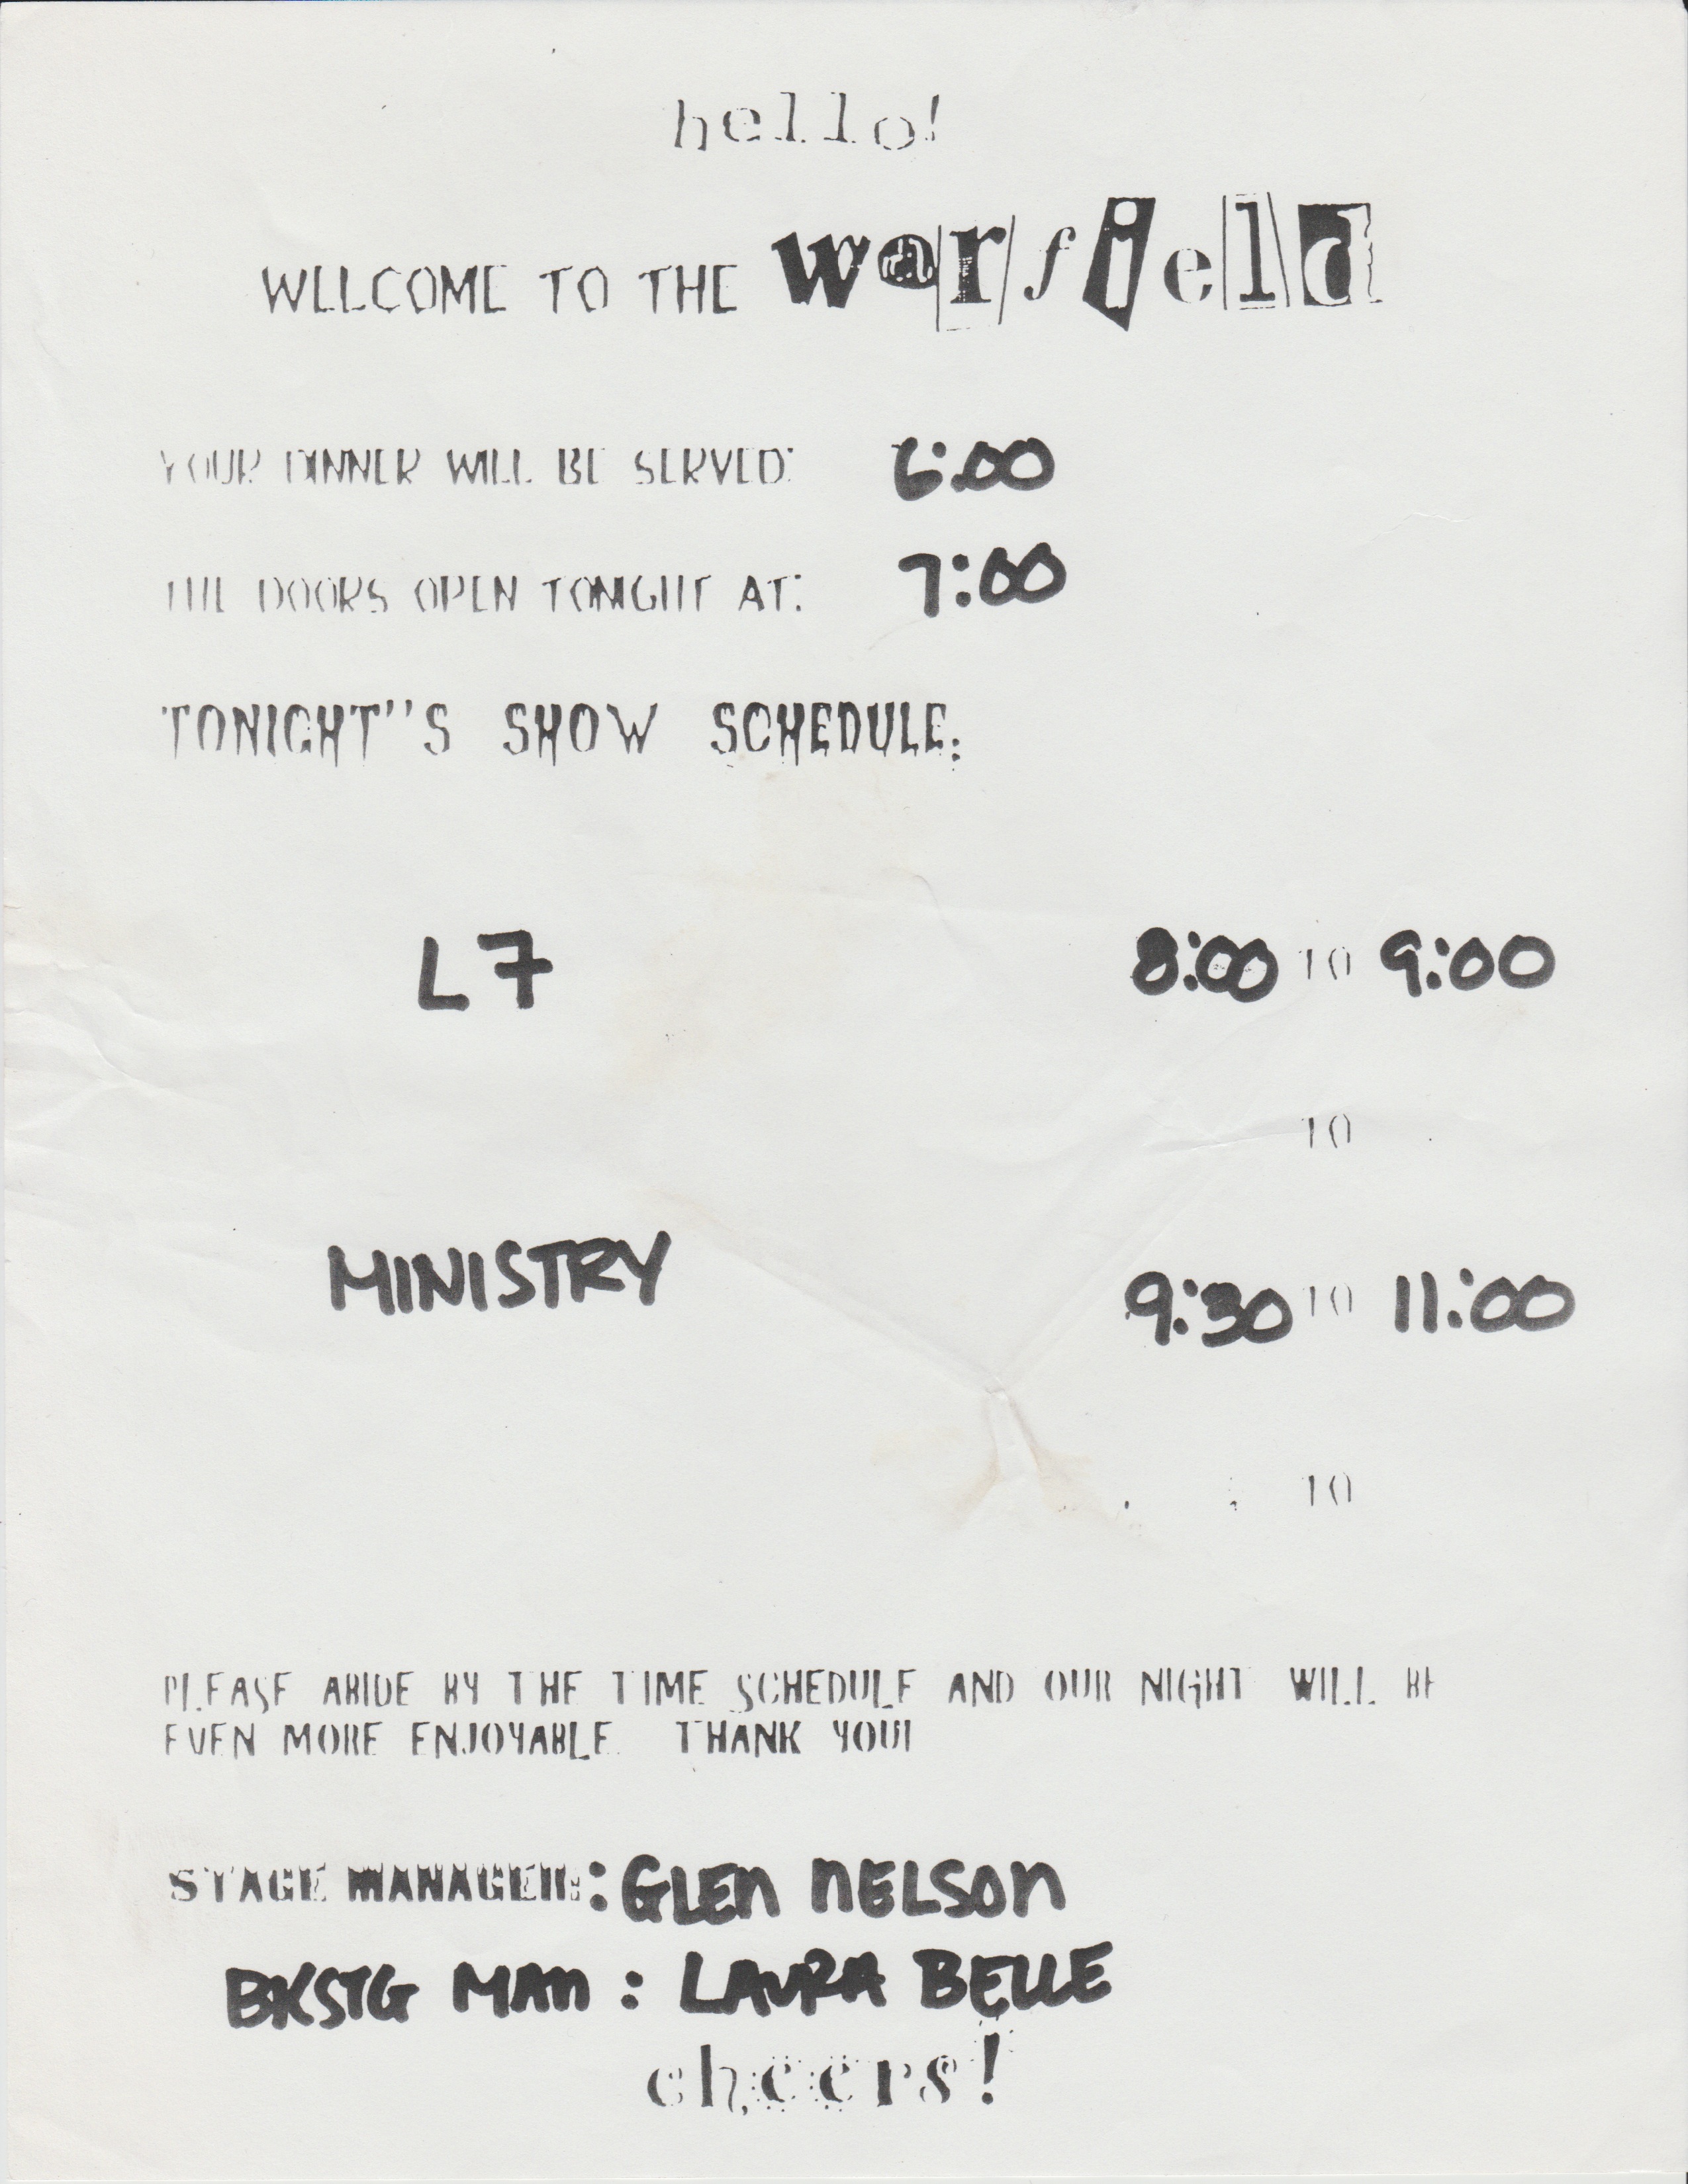 hello!
WELCOME TO THE warfield
YOUR DINNER WILL BE SERVED: 6:00
THE DOORS OPEN TONIGHT AT: 7:00
TONIGHT''S SHOW SCHEDULE:
L7 8:00 TO 9:00
TO
MINISTRY 9:30 TO 11:00
TO
PLEASE ABIDE BY THE TIME SCHEDULE AND OUR NIGHT WILL BE
EVEN MORE ENJOYABLE. THANK YOU!
STAGE MANAGER: : GLEN NELSON
BKSTG MAN : LAURA BELLE
cheers!